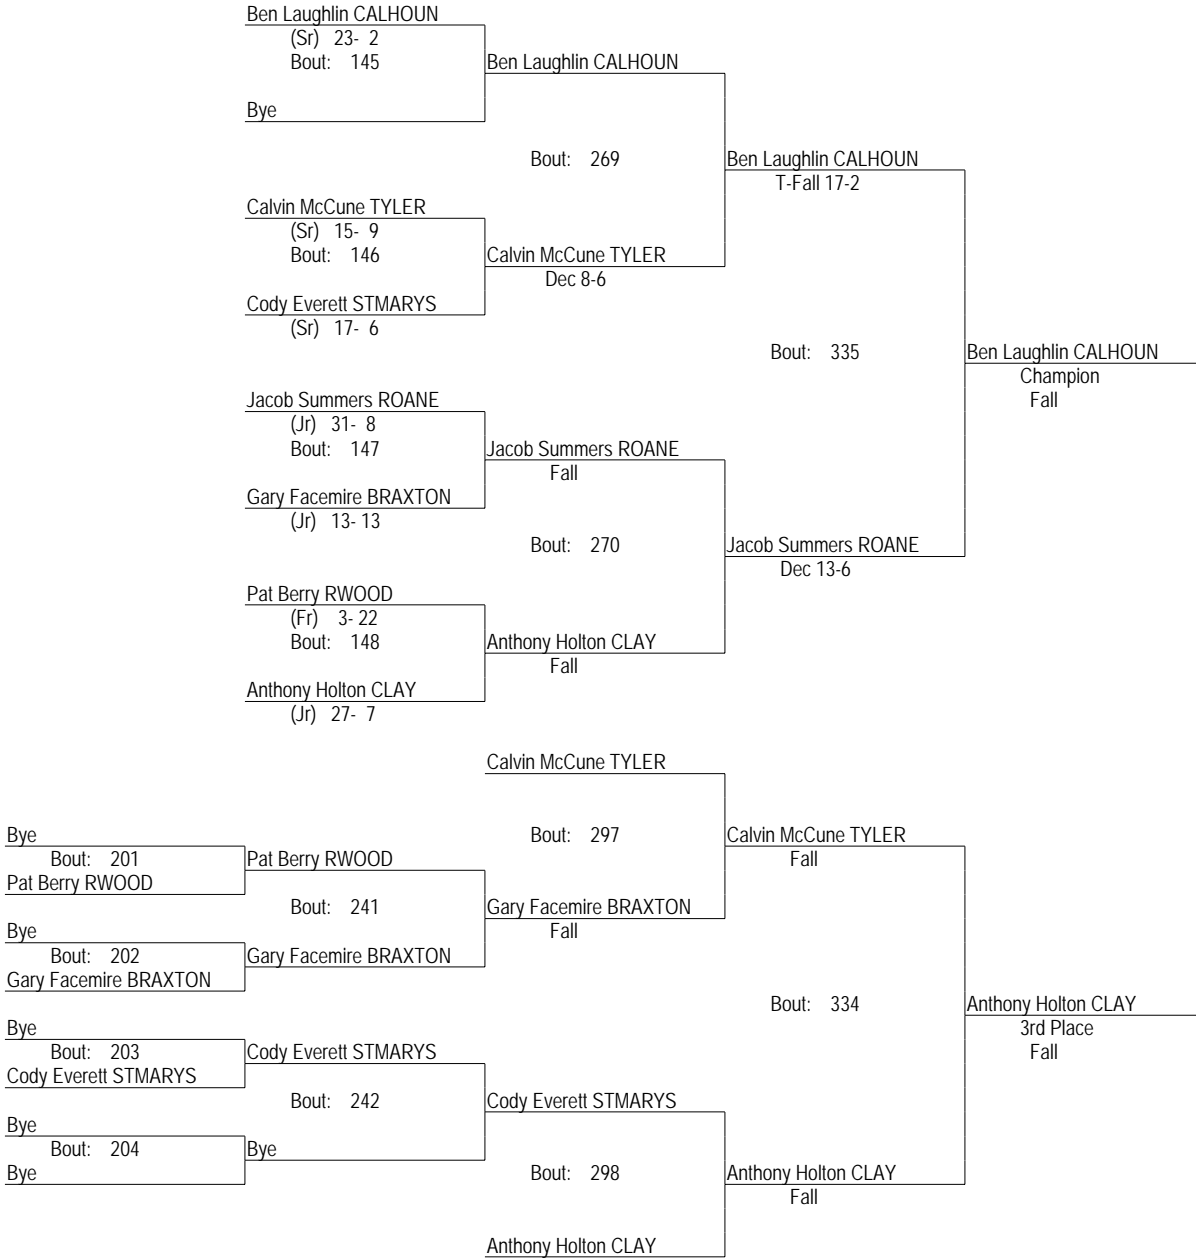 Ben Laughlin CALHOUN
(Sr) 23- 2
Bout: 145
Ben Laughlin CALHOUN
Bye
Bout: 269
Ben Laughlin CALHOUN
T-Fall 17-2
Calvin McCune TYLER
(Sr) 15- 9
Bout: 146
Calvin McCune TYLER
Dec 8-6
Cody Everett STMARYS
(Sr) 17- 6
Bout: 335
Ben Laughlin CALHOUN
Champion
Fall
Jacob Summers ROANE
(Jr) 31- 8
Bout: 147
Jacob Summers ROANE
Fall
Gary Facemire BRAXTON
(Jr) 13- 13
Bout: 270
Jacob Summers ROANE
Dec 13-6
Pat Berry RWOOD
(Fr) 3- 22
Bout: 148
Anthony Holton CLAY
Fall
Anthony Holton CLAY
(Jr) 27- 7
Calvin McCune TYLER
Bout: 297
Calvin McCune TYLER
Fall
Bye
Bout: 201
Pat Berry RWOOD
Pat Berry RWOOD
Bout: 241
Gary Facemire BRAXTON
Fall
Bye
Bout: 202
Gary Facemire BRAXTON
Gary Facemire BRAXTON
Bout: 334
Anthony Holton CLAY
3rd Place
Fall
Bye
Bout: 203
Cody Everett STMARYS
Cody Everett STMARYS
Bout: 242
Cody Everett STMARYS
Bye
Bout: 204
Bye
Bye
Bout: 298
Anthony Holton CLAY
Fall
Anthony Holton CLAY